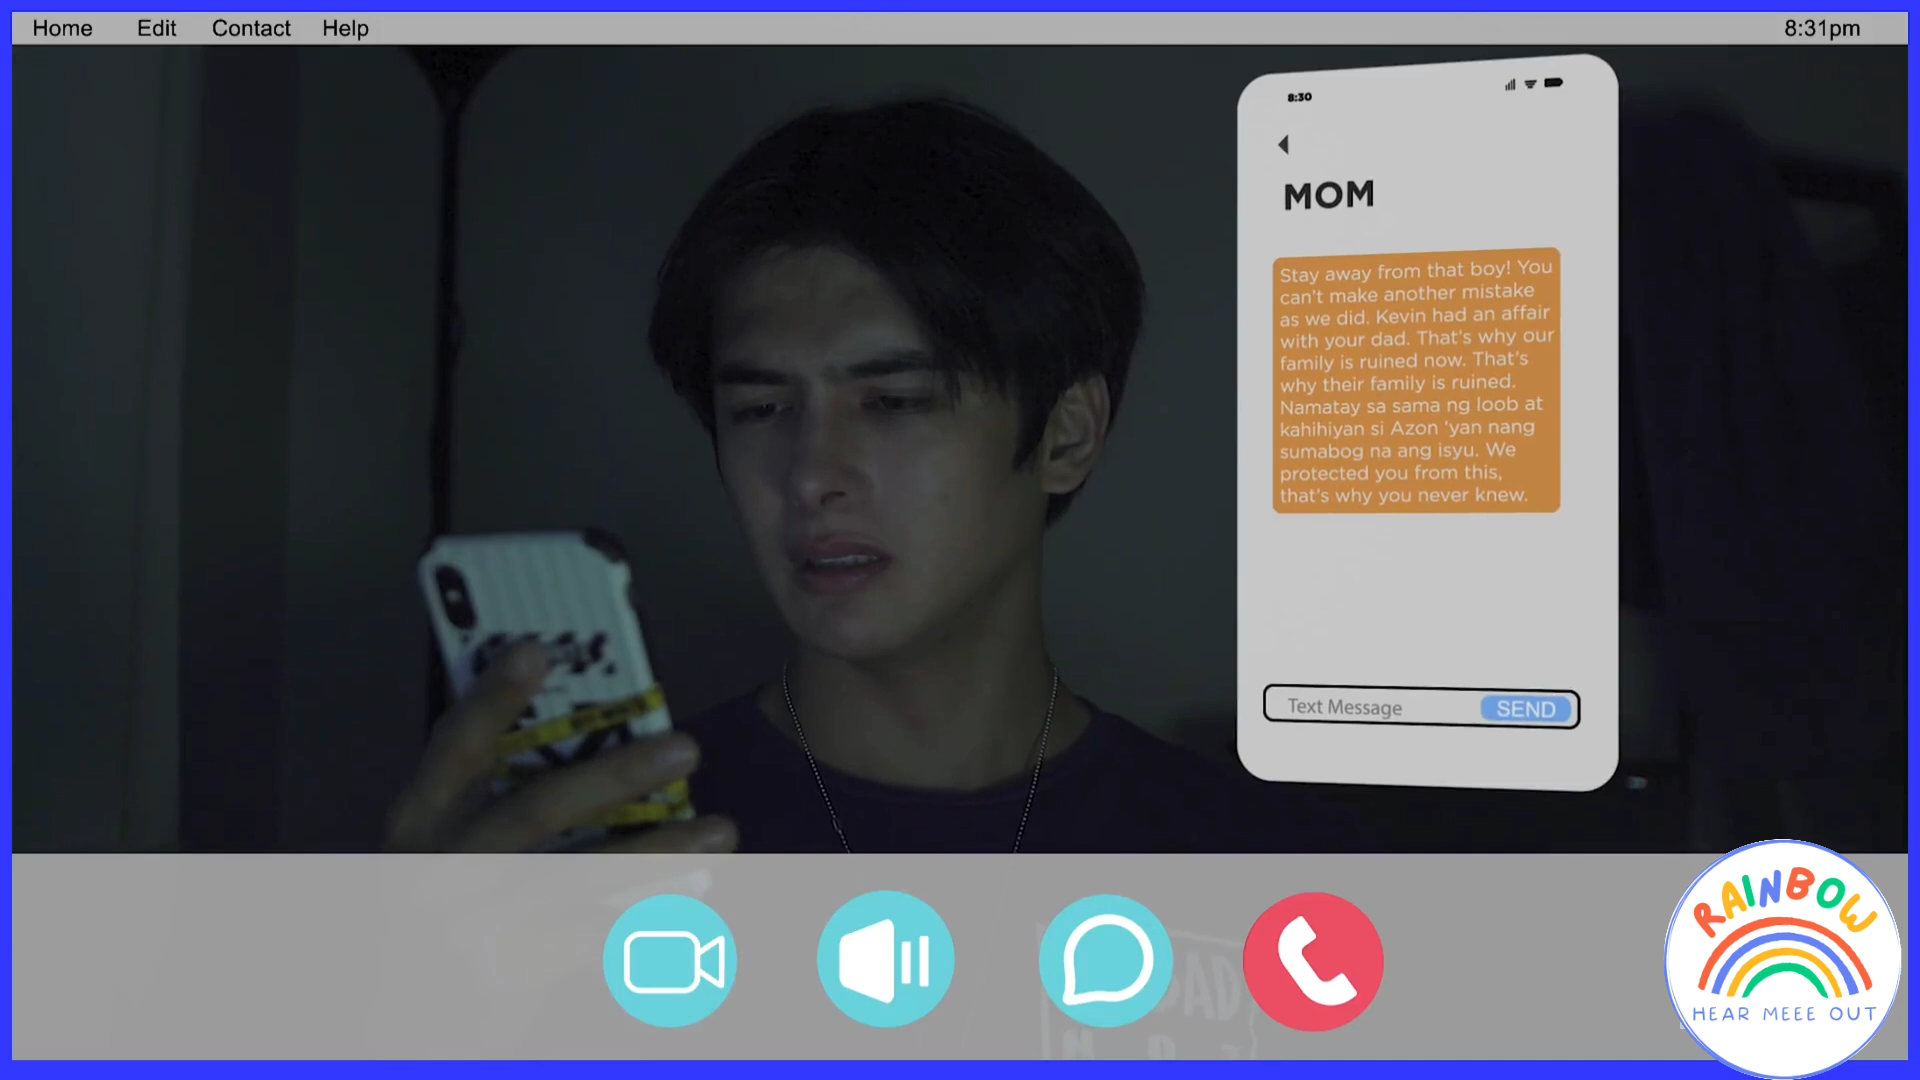 Home Edit Contact Help 8:31pm
8:30
MOM
Stay away from that boy! You
can't make another mistake
as we did. Kevin had an affair
with your dad. That's why our
family is ruined now. That's
why their family is ruined.
Namatay sa sama ng loob at
kahihiyan si Azon 'yan nang
sumabog na ang isyu. We
protected you from this,
that's why you never knew.
Text Message SEND
RAINBOW
HEAR MEEE OUT